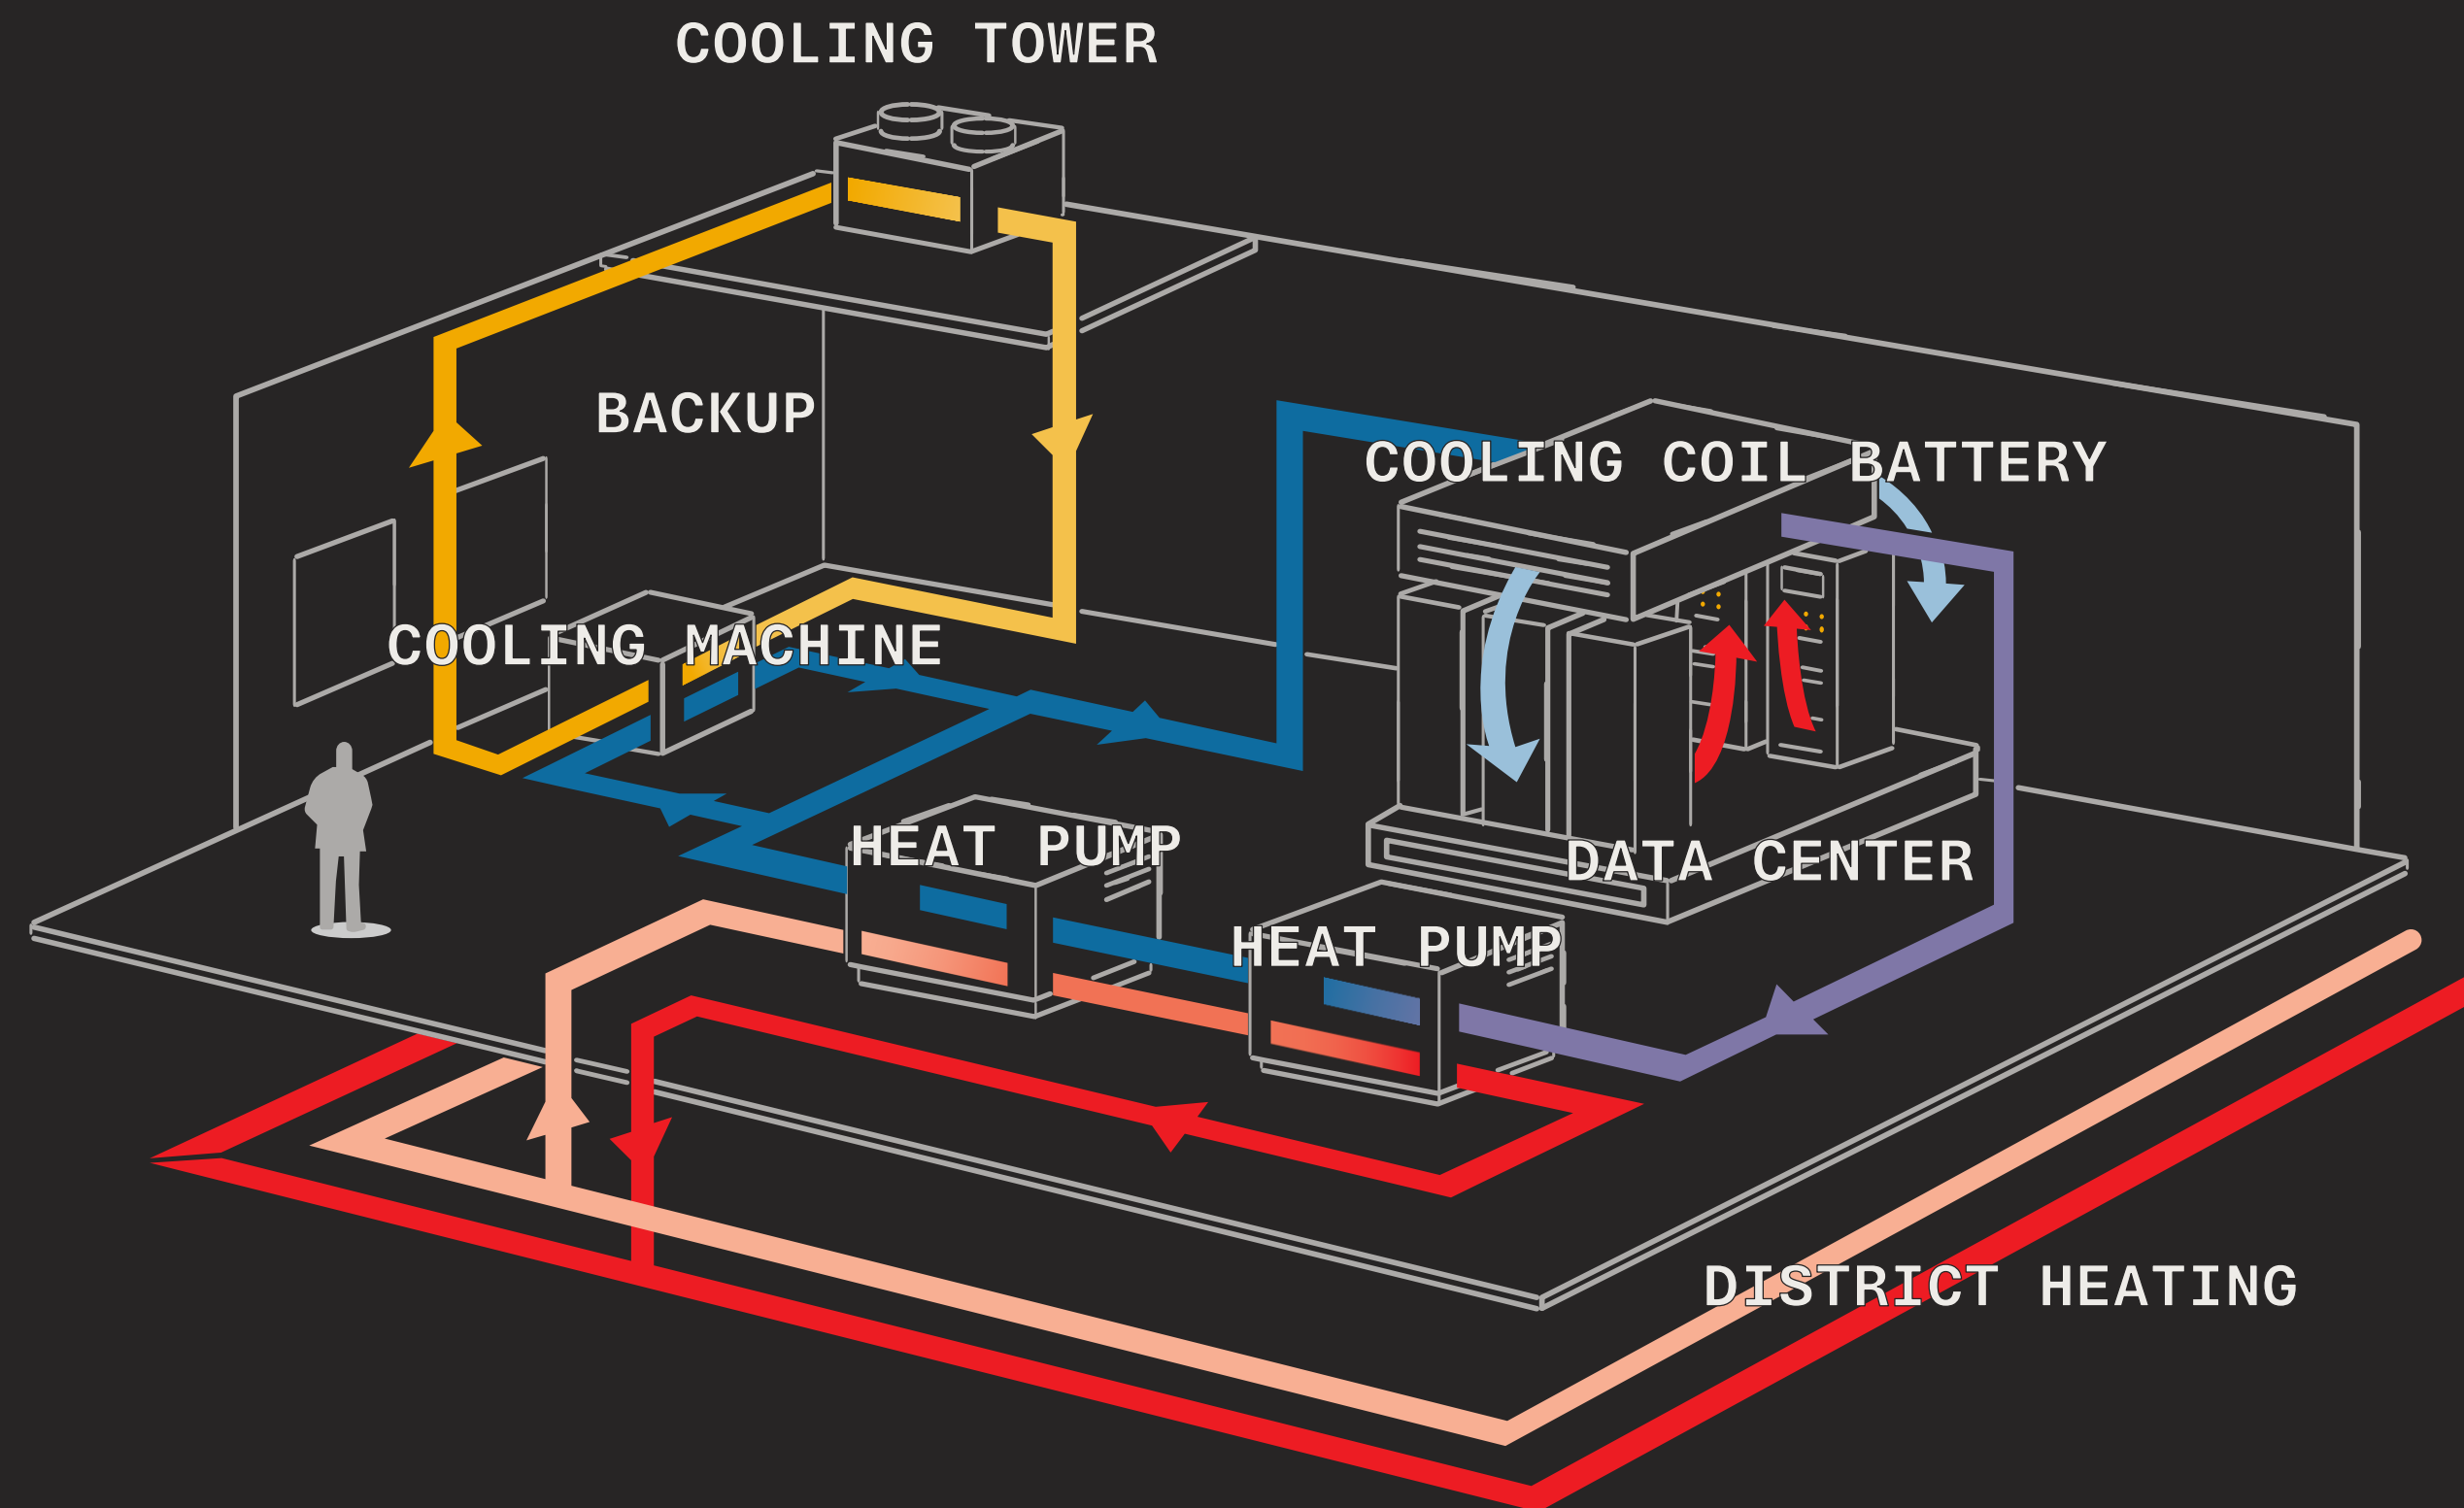 COOLING TOWER
BACKUP
COOLING COIL BATTERY
COOLING MACHINE
HEAT PUMP
DATA CENTER
HEAT PUMP
DISTRICT HEATING